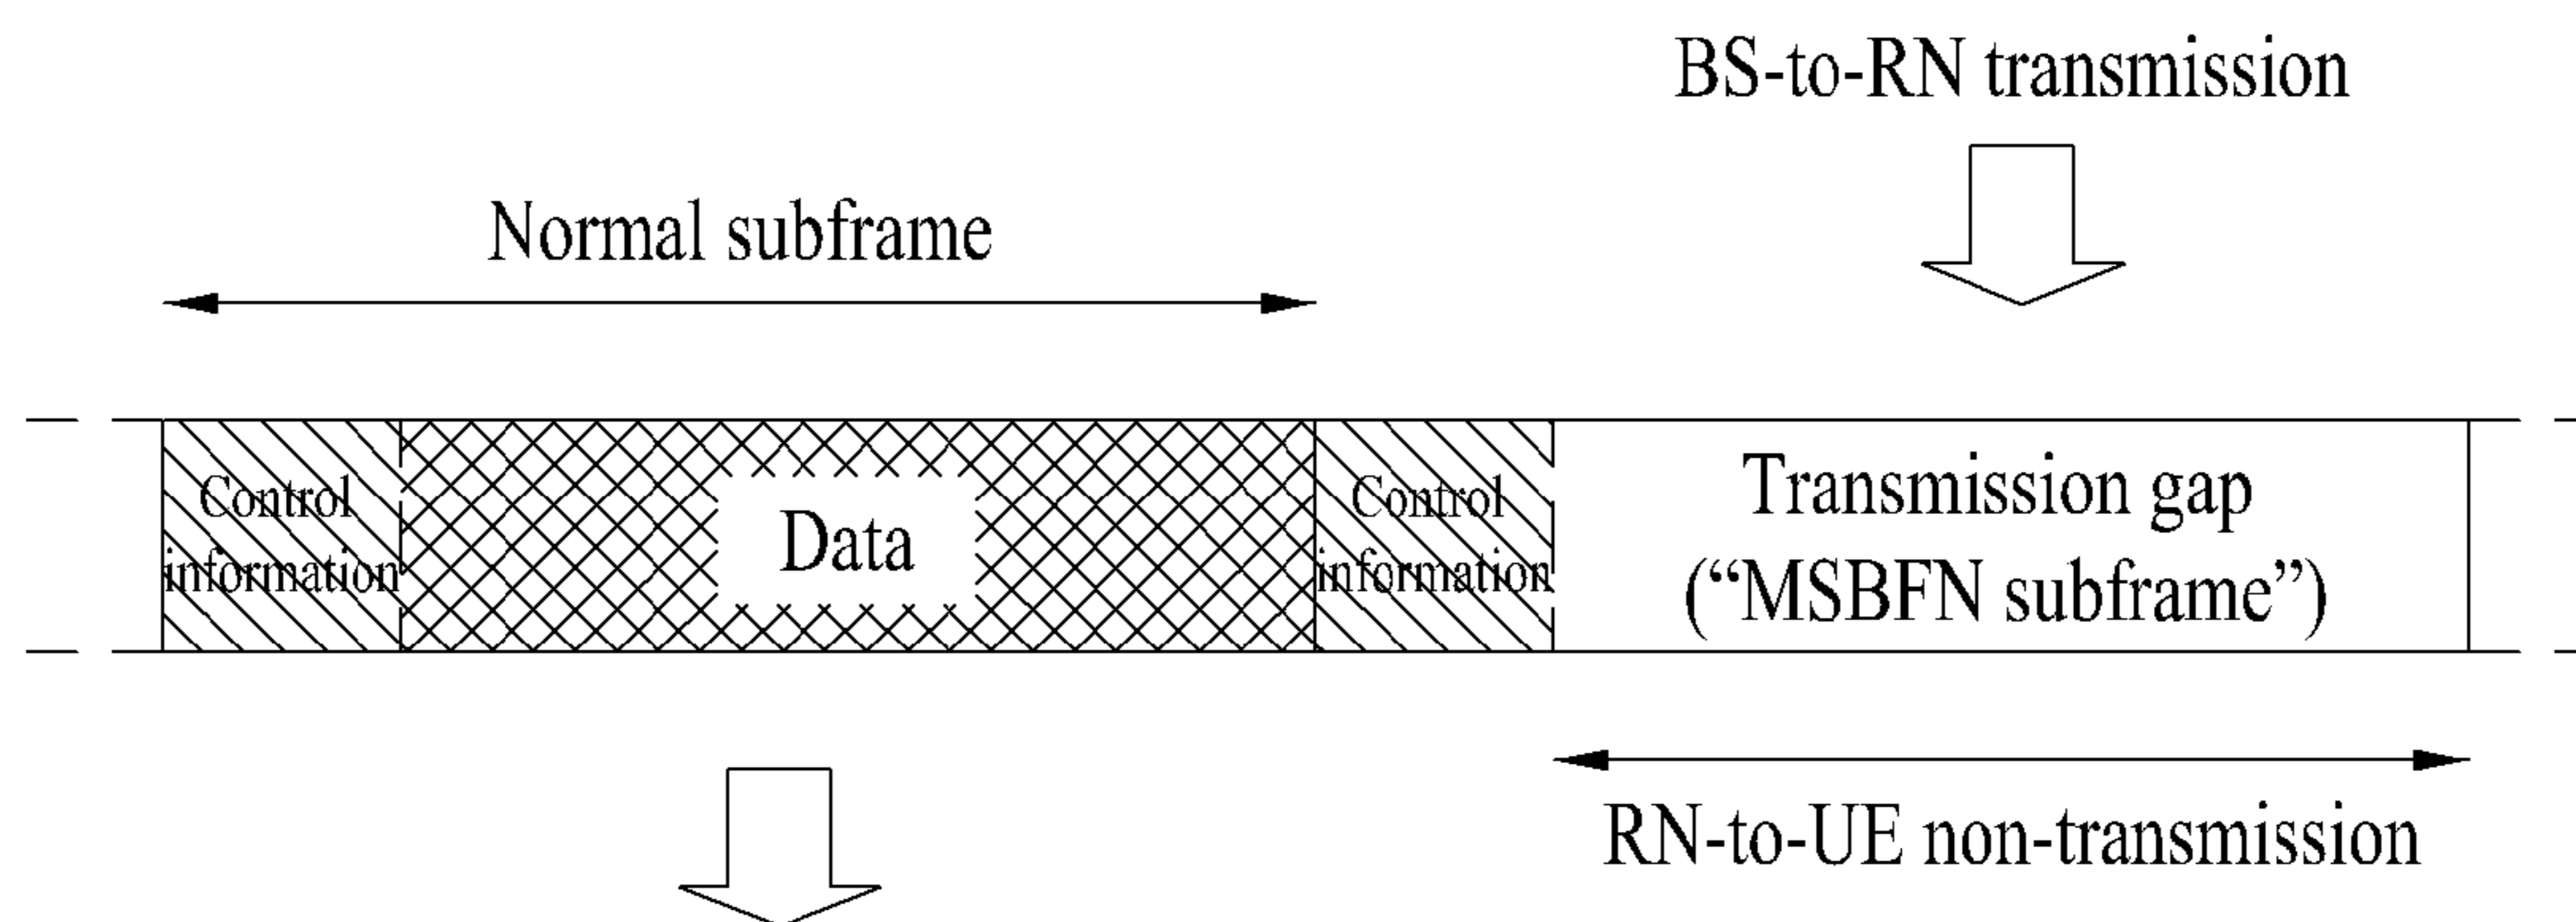 BS-to-RN transmission
Normal subframe
Control
information
Data
Control
information
Transmission gap
(“MSBFN subframe”)
RN-to-UE non-transmission